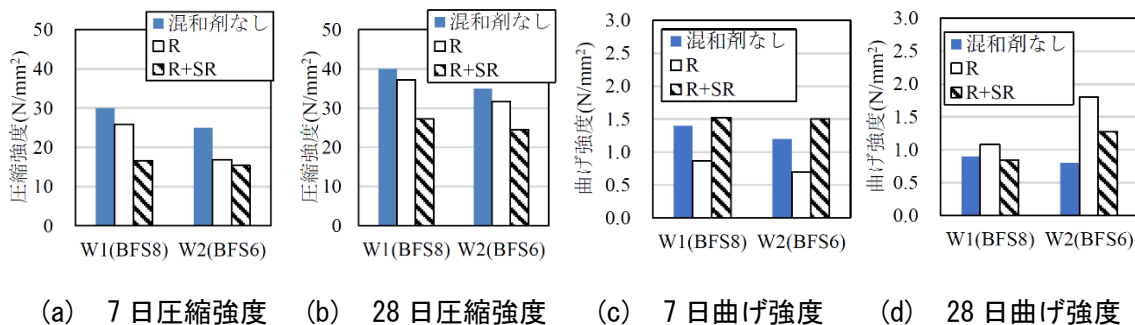 圧縮強度(N/mm²)
50
40
30
20
10
0
混和剤なし
R
R+SR
W1(BFS8) W2(BFS6)
(a) 7日圧縮強度
圧縮強度(N/mm²)
50
40
30
20
10
0
混和剤なし
R
R+SR
W1(BFS8) W2(BFS6)
(b) 28日圧縮強度
曲げ強度(N/mm²)
3.0
2.5
2.0
1.5
1.0
0.5
0.0
混和剤なし
R
R+SR
W1(BFS8) W2(BFS6)
(c) 7日曲げ強度
曲げ強度(N/mm²)
3.0
2.5
2.0
1.5
1.0
0.5
0.0
混和剤なし
R
R+SR
W1(BFS8) W2(BFS6)
(d) 28日曲げ強度